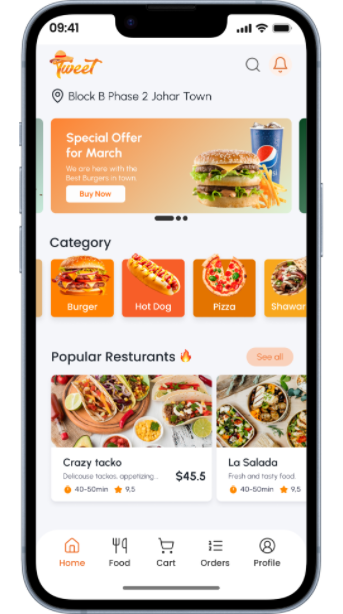 09:41
Tweet
Block B Phase 2 Johar Town
Special Offer
for March
We are here with the
Best Burgers in town.
Buy Now
Category
Burger
Hot Dog
Pizza
Shawar
Popular Resturants
See all
Crazy tacko
Delicouse tackos, appetizing...
$45.5
40-50min
9,5
La Salada
Fresh and tasty food.
40-50min
9,5
Home
Food
Cart
Orders
Profile